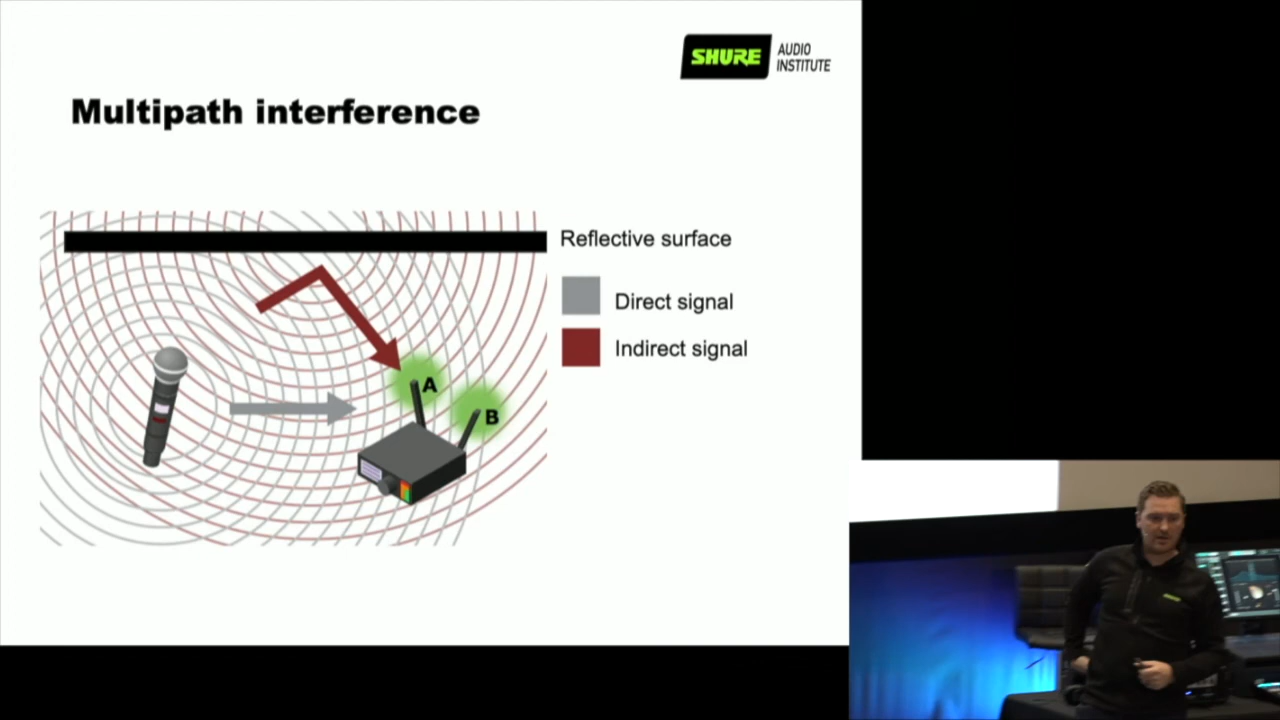 SHURE
AUDIO
INSTITUTE
Multipath interference
Reflective surface
Direct signal
Indirect signal
A
B